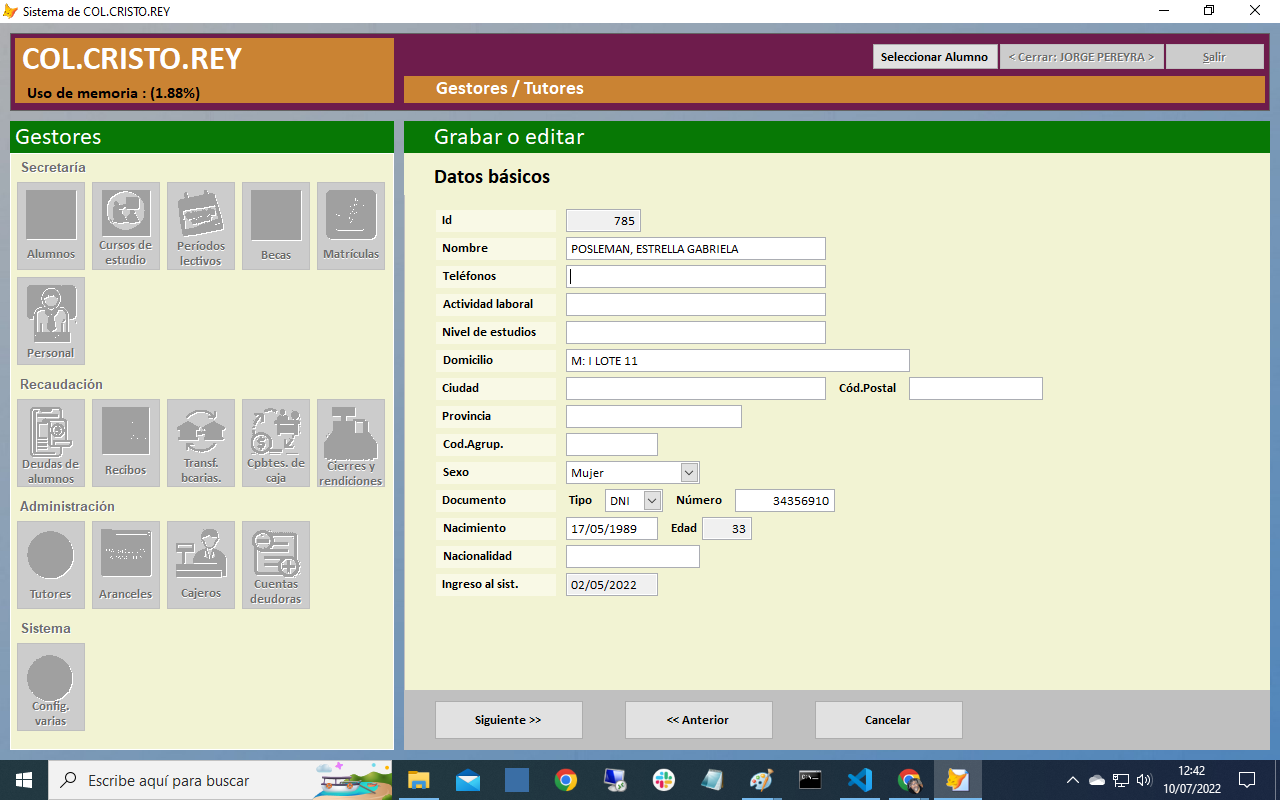 Sistema de COL.CRISTO.REY
COL.CRISTO.REY
Uso de memoria : (1.88%)
Seleccionar Alumno
< Cerrar: JORGE PEREYRA >
Salir
Gestores / Tutores
Gestores
Secretaría
Alumnos
Cursos de
estudio
Períodos
lectivos
Becas
Matrículas
Personal
Recaudación
Deudas de
alumnos
Recibos
Transf.
bcarias.
Cpbtes. de
caja
Cierres y
rendiciones
Administración
Tutores
Aranceles
Cajeros
Cuentas
deudoras
Sistema
Config.
varias
Grabar o editar
Datos básicos
Id 785
Nombre POSLEMAN, ESTRELLA GABRIELA
Teléfonos
Actividad laboral
Nivel de estudios
Domicilio M: I LOTE 11
Ciudad Cód.Postal
Provincia
Cod.Agrup.
Sexo Mujer
Documento Tipo DNI Número 34356910
Nacimiento 17/05/1989 Edad 33
Nacionalidad
Ingreso al sist. 02/05/2022
Siguiente >> << Anterior Cancelar
Escribe aquí para buscar
12:42
10/07/2022